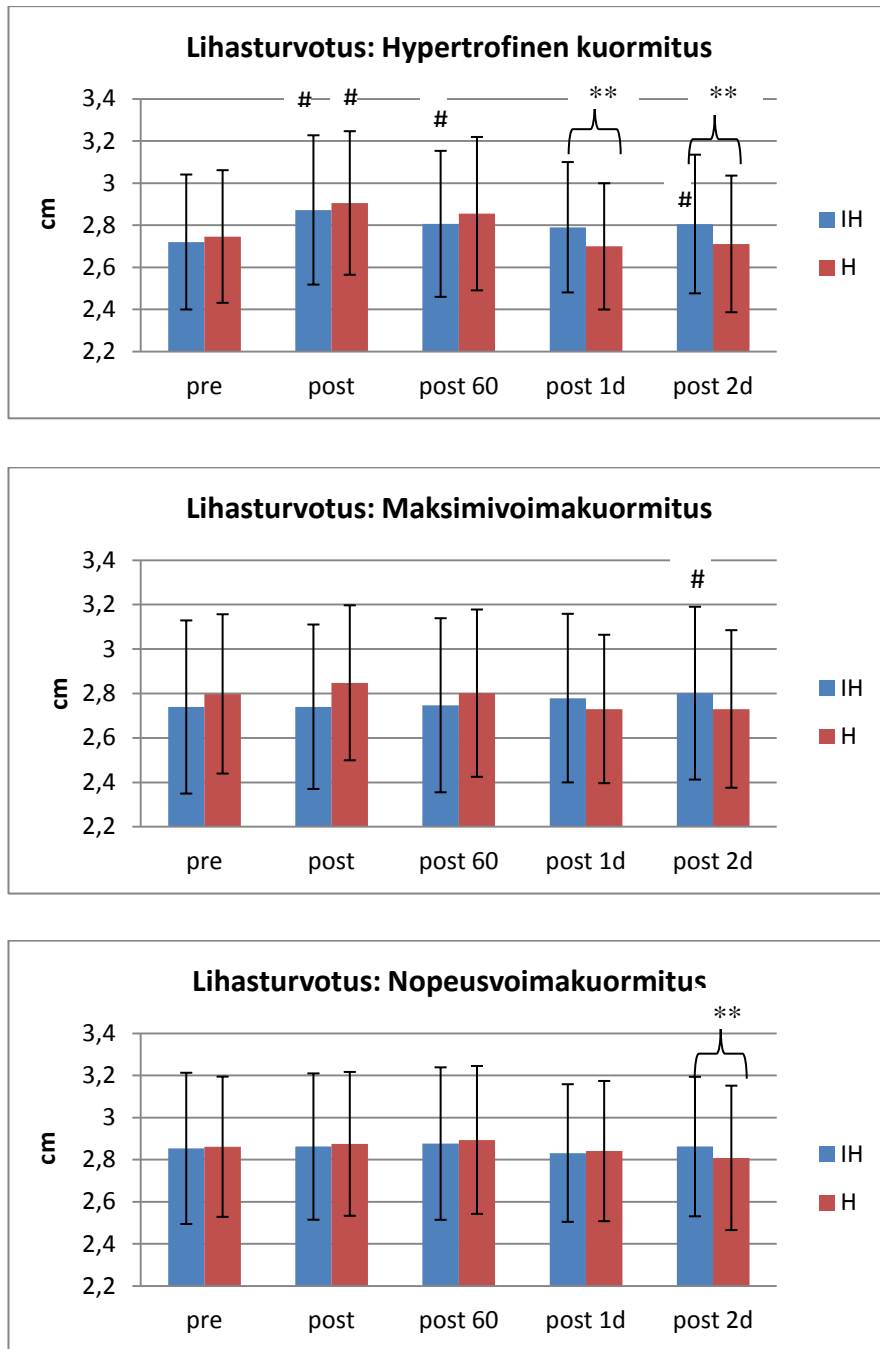 Lihasturvotus: Hypertrofinen kuormitus
# # # ** **
#
3,4
3,2
3
2,8
2,6
2,4
2,2
cm
pre post post 60 post 1d post 2d
IH
H
Lihasturvotus: Maksimivoimakuormitus
#
3,4
3,2
3
2,8
2,6
2,4
2,2
cm
pre post post 60 post 1d post 2d
IH
H
Lihasturvotus: Nopeusvoimakuormitus
**
3,4
3,2
3
2,8
2,6
2,4
2,2
cm
pre post post 60 post 1d post 2d
IH
H